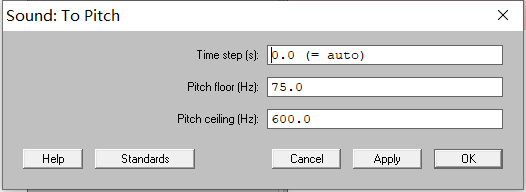 Sound: To Pitch
Time step (s): 0.0 (= auto)
Pitch floor (Hz): 75.0
Pitch ceiling (Hz): 600.0
Help Standards Cancel Apply OK